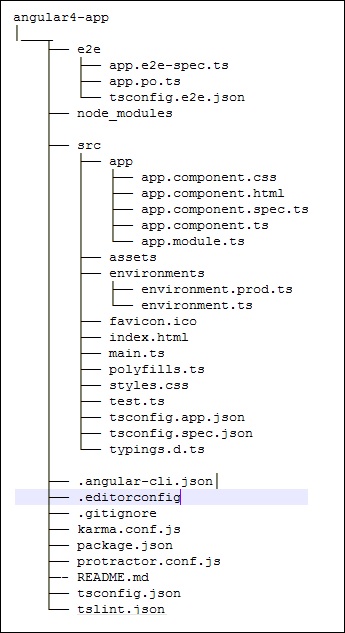 angular4-app
e2e
app.e2e-spec.ts
app.po.ts
tsconfig.e2e.json
node_modules
src
app
app.component.css
app.component.html
app.component.spec.ts
app.component.ts
app.module.ts
assets
environments
environment.prod.ts
environment.ts
favicon.ico
index.html
main.ts
polyfills.ts
styles.css
test.ts
tsconfig.app.json
tsconfig.spec.json
typings.d.ts
.angular-cli.json
.editorconfig
.gitignore
karma.conf.js
package.json
protractor.conf.js
README.md
tsconfig.json
tslint.json